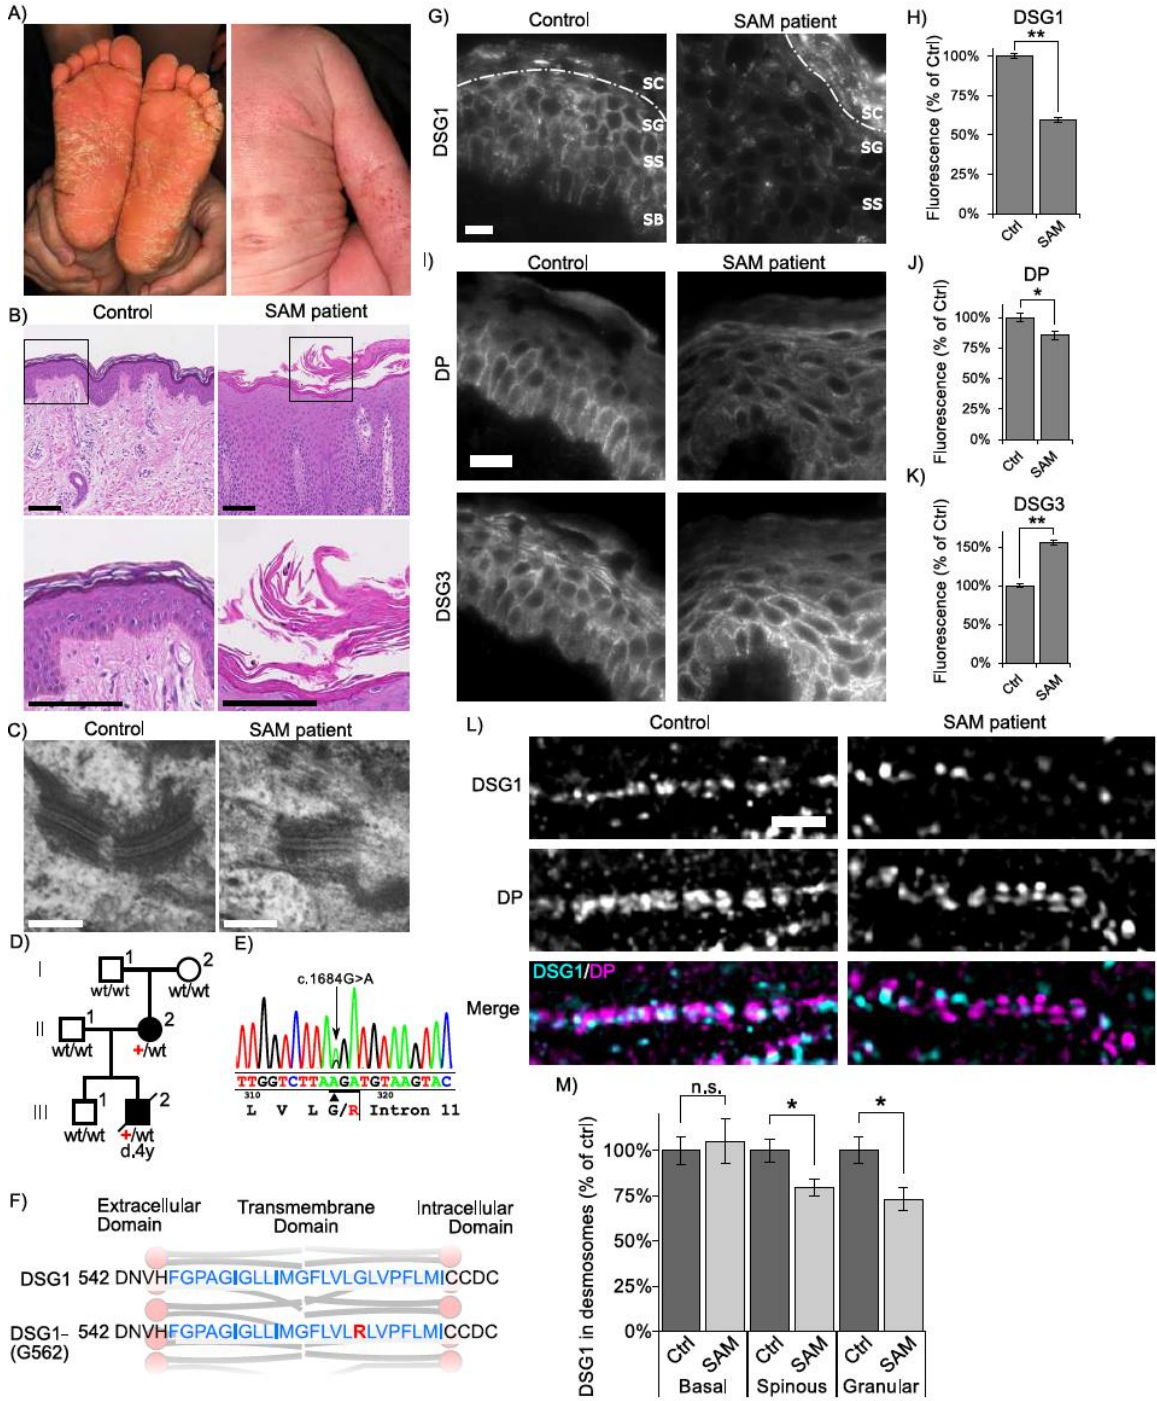 A)
B)
Control
SAM patient
C)
Control
SAM patient
D)
I
II
III
1
2
wt/wt
wt/wt
1
2
wt/wt
+/wt
1
2
wt/wt
+/wt
d.4y
E)
c.1684G>A
TTGGTCTTAAGATGTAAGTAC
310
320
L V L G/R Intron 11
F)
Extracellular Domain
Transmembrane Domain
Intracellular Domain
DSG1 542 DNVHFGPAGIGLLIMGFLVLGLVPFLMICCDC
DSG1-(G562) 542 DNVHFGPAGIGLLIMGFLVLRLVPFLMICCDC
G)
Control
SAM patient
DSG1
SC
SG
SS
SB
SC
SG
SS
H)
DSG1
**
Fluorescence (% of Ctrl)
100%
75%
50%
25%
0%
Ctrl
SAM
I)
Control
SAM patient
DP
DSG3
J)
DP
*
Fluorescence (% of Ctrl)
100%
75%
50%
25%
0%
Ctrl
SAM
K)
DSG3
**
Fluorescence (% of Ctrl)
150%
100%
50%
0%
Ctrl
SAM
L)
Control
SAM patient
DSG1
DP
DSG1/DP
Merge
M)
DSG1 in desmosomes (% of ctrl)
n.s.
*
*
100%
75%
50%
25%
0%
Ctrl
SAM
Ctrl
SAM
Ctrl
SAM
Basal
Spinous
Granular